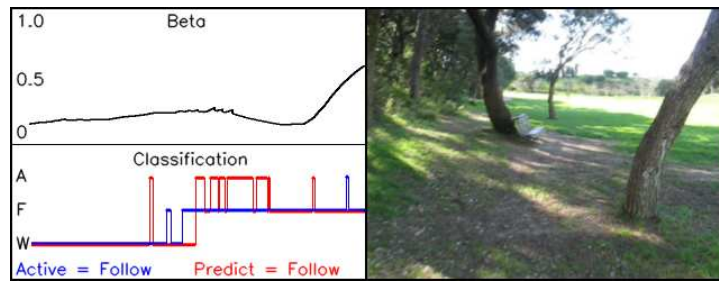 1.0 Beta
0.5
0
Classification
A
F
W
Active = Follow Predict = Follow